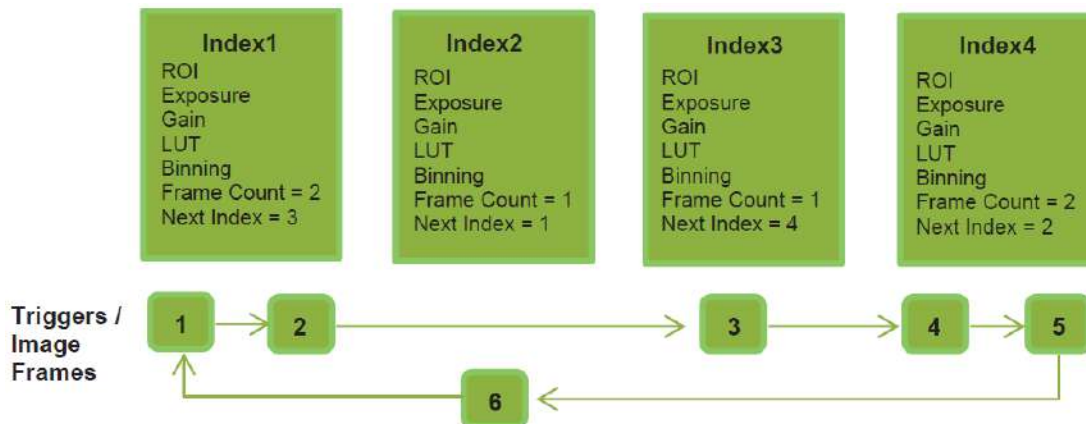 Index1
ROI
Exposure
Gain
LUT
Binning
Frame Count = 2
Next Index = 3
Index2
ROI
Exposure
Gain
LUT
Binning
Frame Count = 1
Next Index = 1
Index3
ROI
Exposure
Gain
LUT
Binning
Frame Count = 1
Next Index = 4
Index4
ROI
Exposure
Gain
LUT
Binning
Frame Count = 2
Next Index = 2
Triggers /
Image
Frames
1
2
3
4
5
6